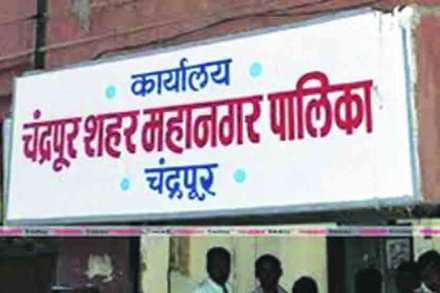 कार्यालय
चंद्रपूर शहर महानगर पालिका
चंद्रपूर